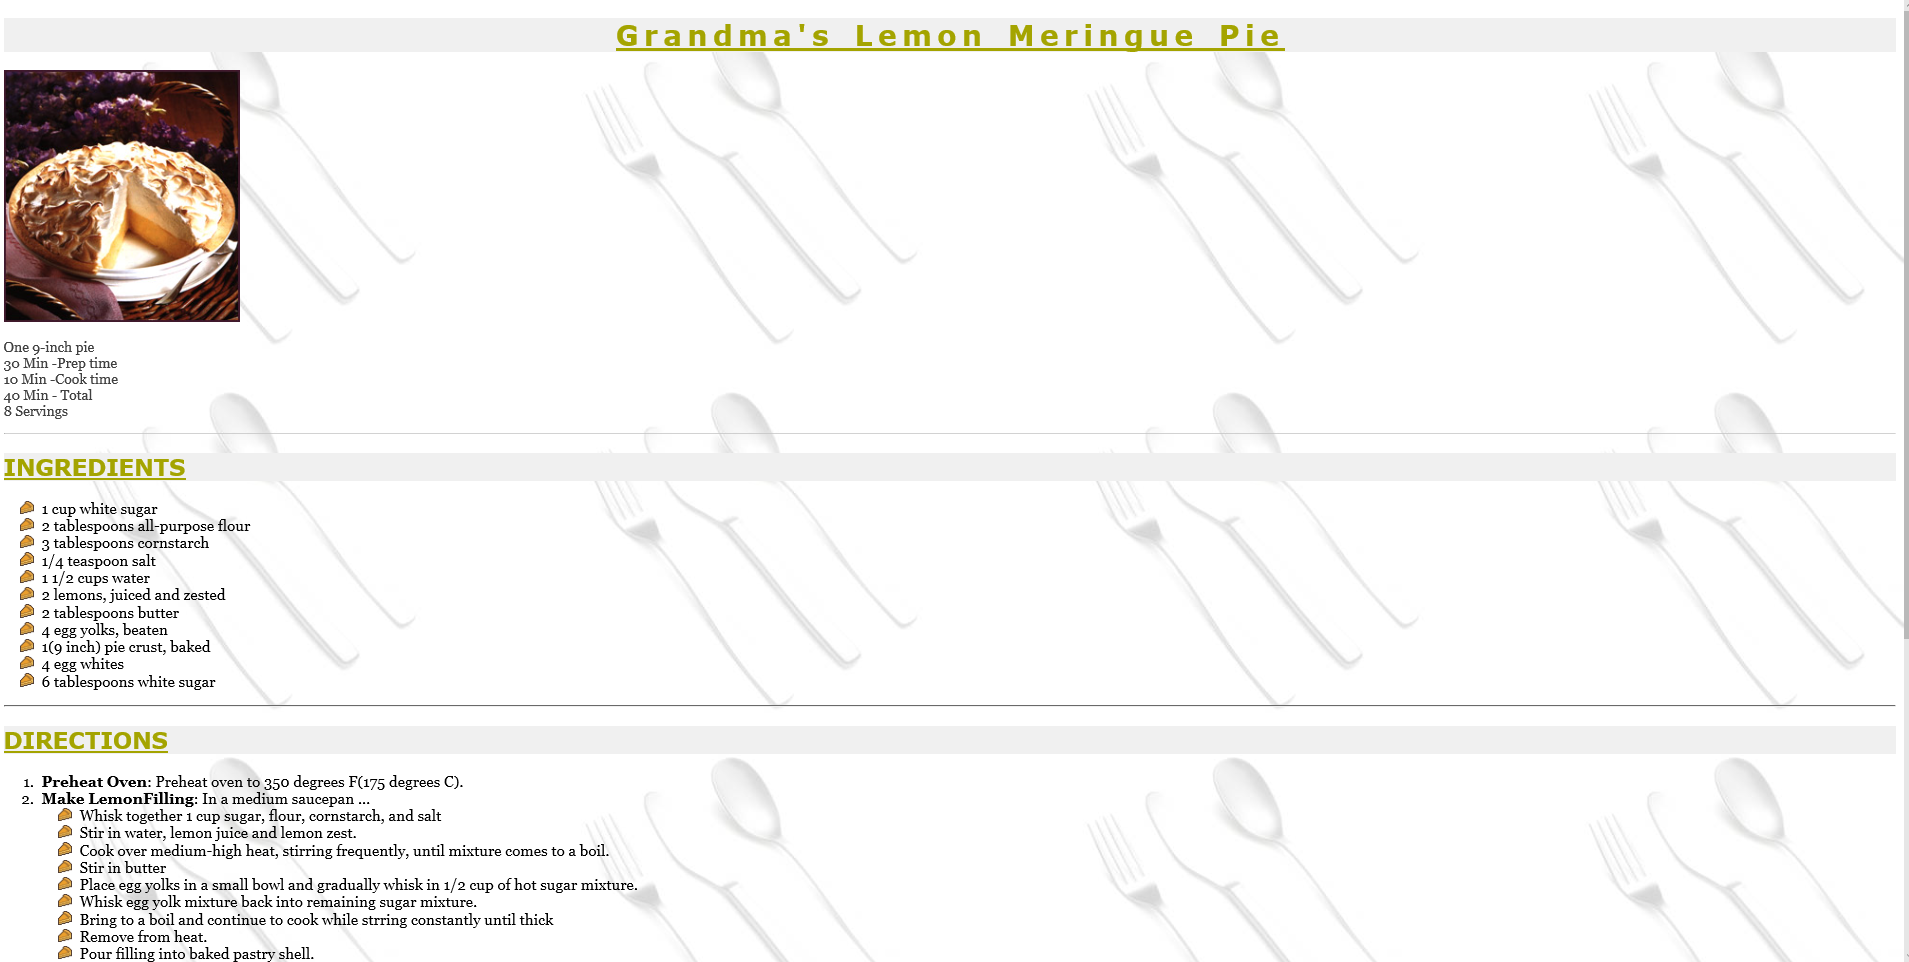 Grandma's Lemon Meringue Pie
One 9-inch pie
30 Min -Prep time
10 Min -Cook time
40 Min - Total
8 Servings
INGREDIENTS
1 cup white sugar
2 tablespoons all-purpose flour
3 tablespoons cornstarch
1/4 teaspoon salt
1 1/2 cups water
2 lemons, juiced and zested
2 tablespoons butter
4 egg yolks, beaten
1(9 inch) pie crust, baked
4 egg whites
6 tablespoons white sugar
DIRECTIONS
1. Preheat Oven: Preheat oven to 350 degrees F(175 degrees C).
2. Make LemonFilling: In a medium saucepan ...
Whisk together 1 cup sugar, flour, cornstarch, and salt
Stir in water, lemon juice and lemon zest.
Cook over medium-high heat, stirring frequently, until mixture comes to a boil.
Stir in butter
Place egg yolks in a small bowl and gradually whisk in 1/2 cup of hot sugar mixture.
Whisk egg yolk mixture back into remaining sugar mixture.
Bring to a boil and continue to cook while strring constantly until thick
Remove from heat.
Pour filling into baked pastry shell.